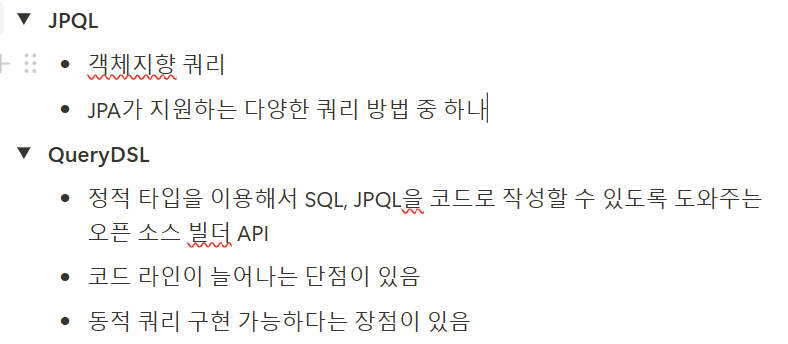 JPQL
객체지향 쿼리
JPA가 지원하는 다양한 쿼리 방법 중 하나
QueryDSL
정적 타입을 이용해서 SQL, JPQL을 코드로 작성할 수 있도록 도와주는
오픈 소스 빌더 API
코드 라인이 늘어나는 단점이 있음
동적 쿼리 구현 가능하다는 장점이 있음